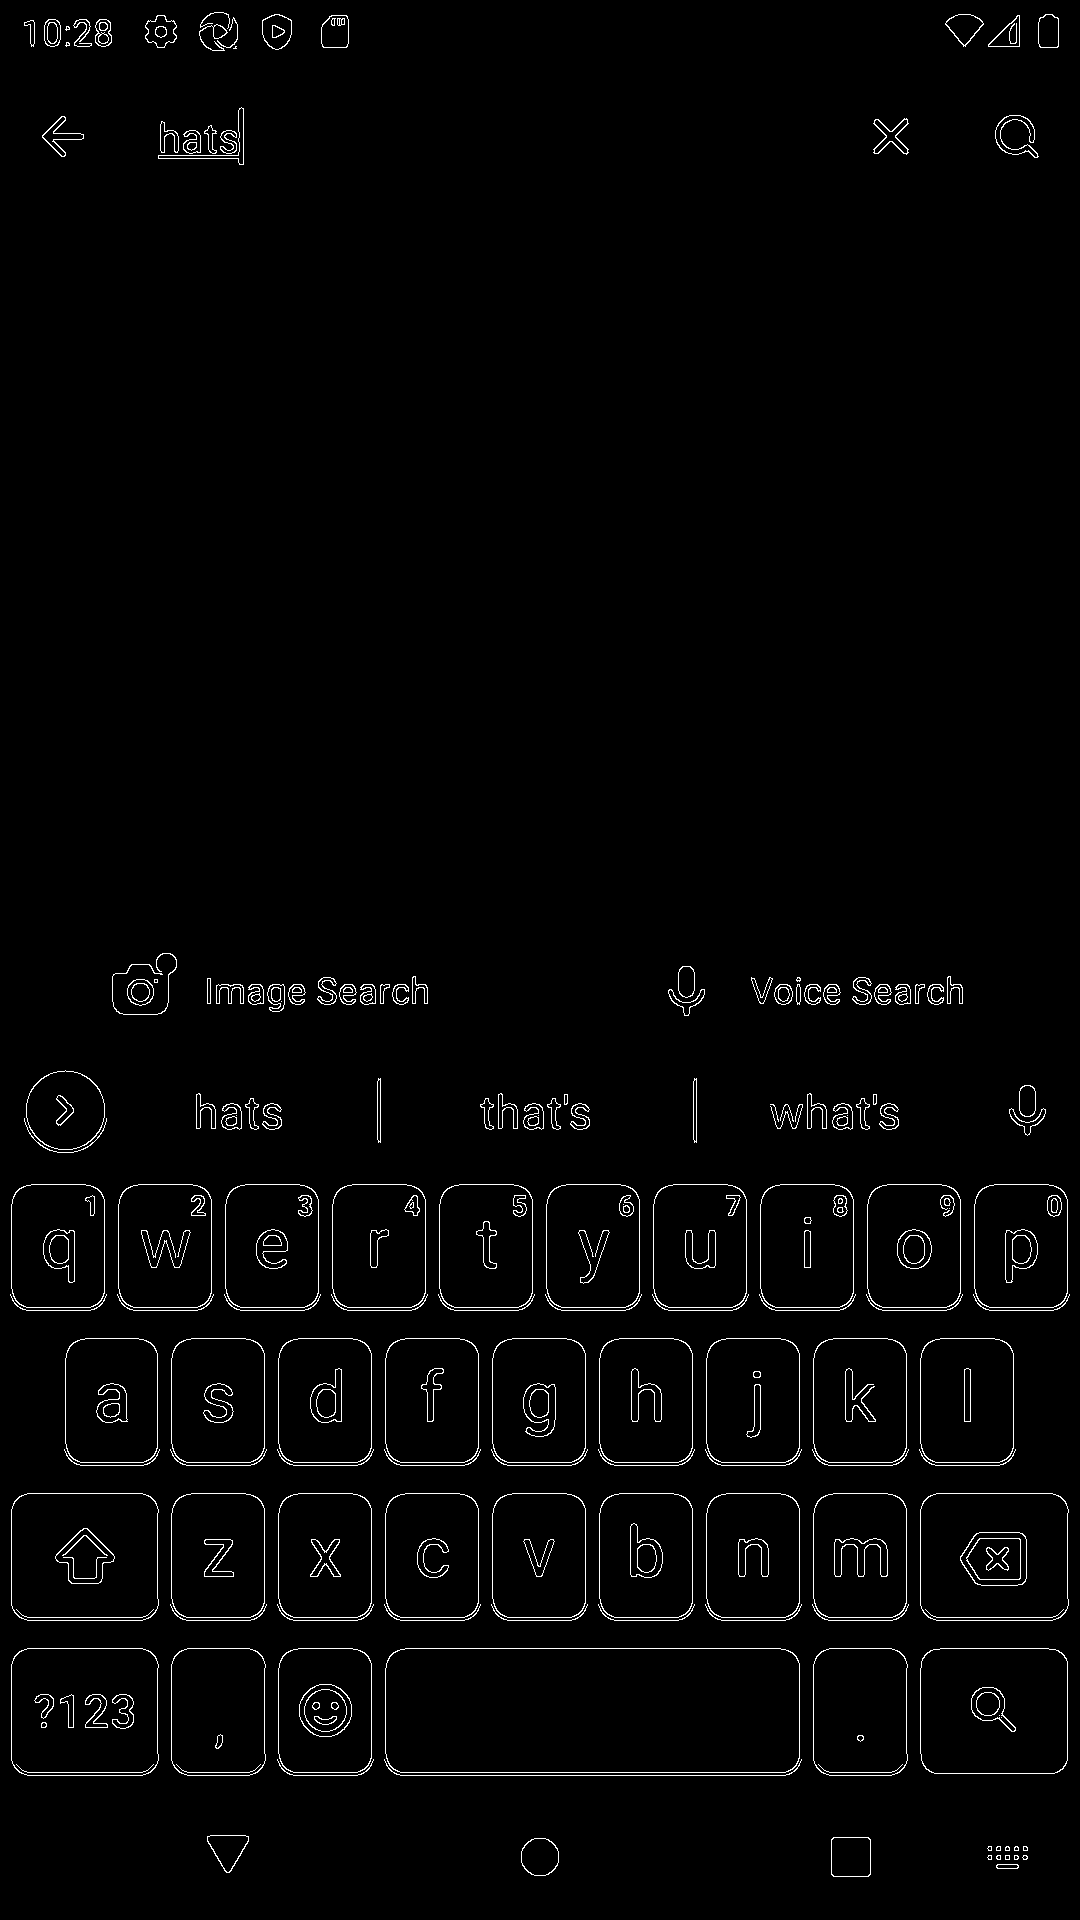 10:28
hats
Image Search Voice Search
hats that's what's
1 2 3 4 5 6 7 8 9 0
q w e r t y u i o p
a s d f g h j k l
z x c v b n m
?123 , .